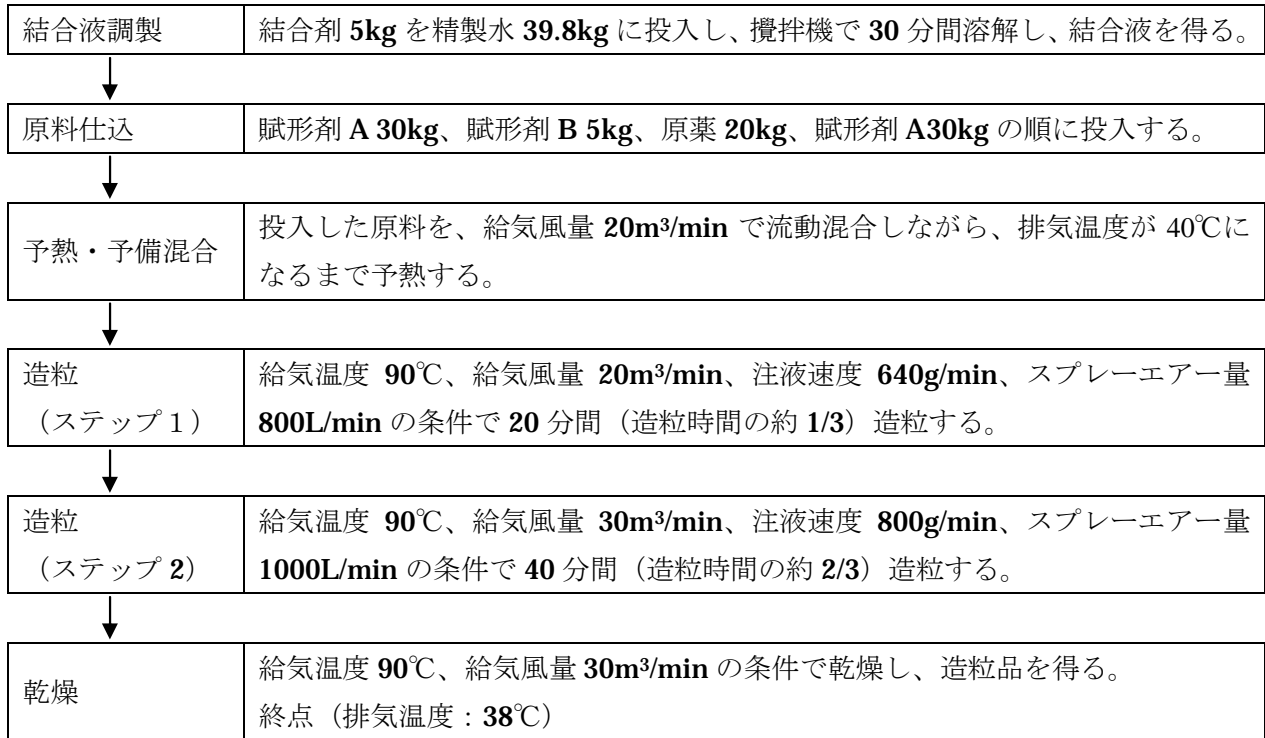 結合液調製
結合剤 5kg を精製水 39.8kg に投入し、攪拌機で 30 分間溶解し、結合液を得る。
原料仕込
賦形剤 A 30kg、賦形剤 B 5kg、原薬 20kg、賦形剤 A30kg の順に投入する。
予熱・予備混合
投入した原料を、給気風量 20m³/min で流動混合しながら、排気温度が 40℃に
なるまで予熱する。
造粒
（ステップ１）
給気温度 90℃、給気風量 20m³/min、注液速度 640g/min、スプレーエアー量
800L/min の条件で 20 分間（造粒時間の約 1/3）造粒する。
造粒
（ステップ 2）
給気温度 90℃、給気風量 30m³/min、注液速度 800g/min、スプレーエアー量
1000L/min の条件で 40 分間（造粒時間の約 2/3）造粒する。
乾燥
給気温度 90℃、給気風量 30m³/min の条件で乾燥し、造粒品を得る。
終点（排気温度：38℃）